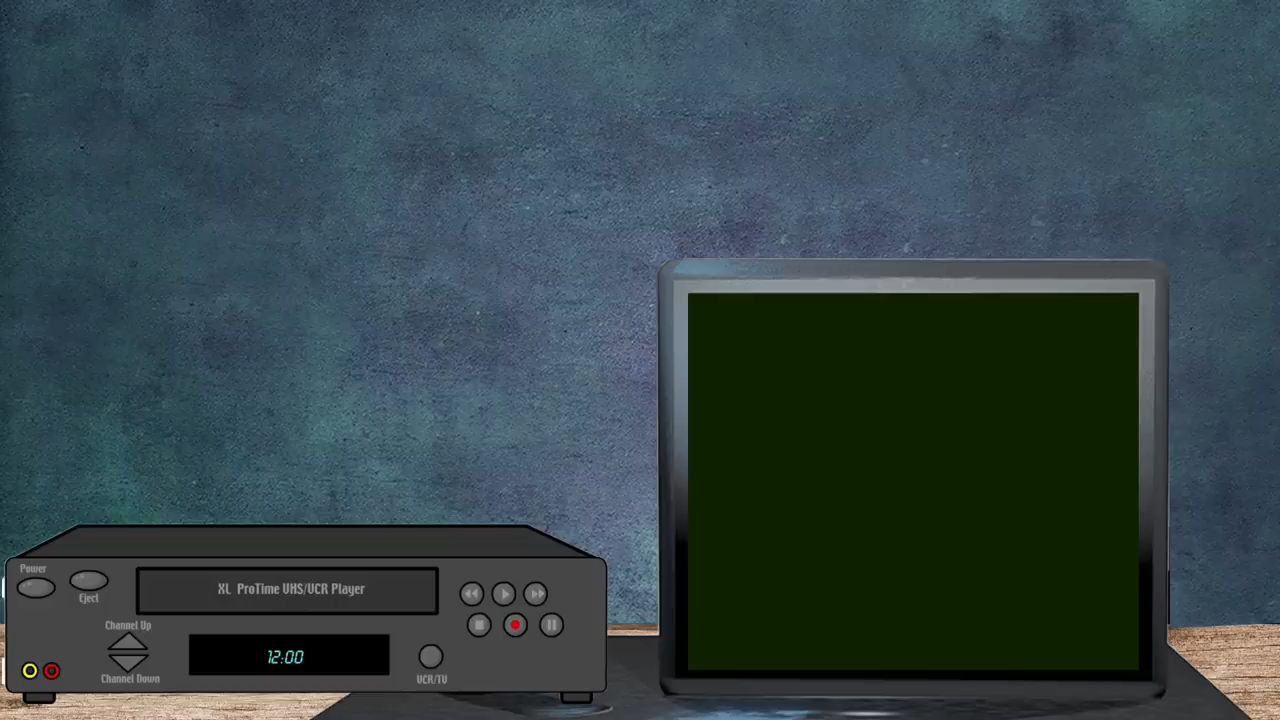 Power
Eject
XL ProTime VHS/VCR Player
Channel Up
12:00
Channel Down
VCR/TV